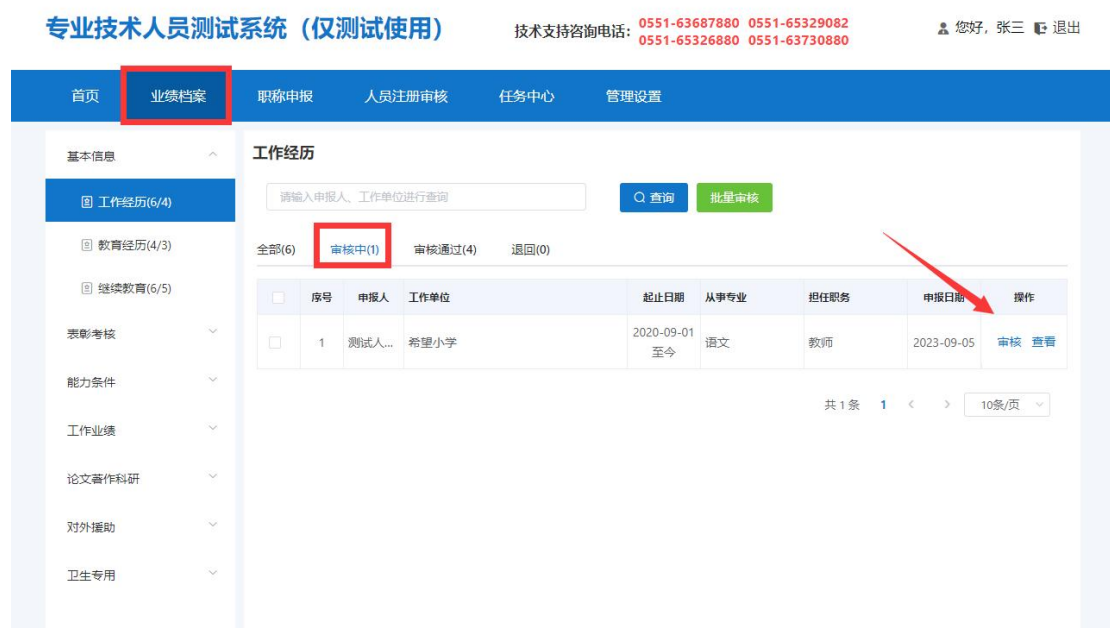 专业技术人员测试系统（仅测试使用）
技术支持咨询电话：
0551-63687880 0551-65329082
0551-65326880 0551-63730880
您好，张三 退出
首页 业绩档案 职称申报 人员注册审核 任务中心 管理设置
基本信息
工作经历(6/4)
教育经历(4/3)
继续教育(6/5)
表彰考核
能力条件
工作业绩
论文著作科研
对外援助
卫生专用
工作经历
请输入申报人、工作单位进行查询 查询 批量审核
全部(6) 审核中(1) 审核通过(4) 退回(0)
序号 申报人 工作单位 起止日期 从事专业 担任职务 申报日期 操作
1 测试人... 希望小学 2020-09-01 至今 语文 教师 2023-09-05 审核 查看
共 1 条 1 10条/页